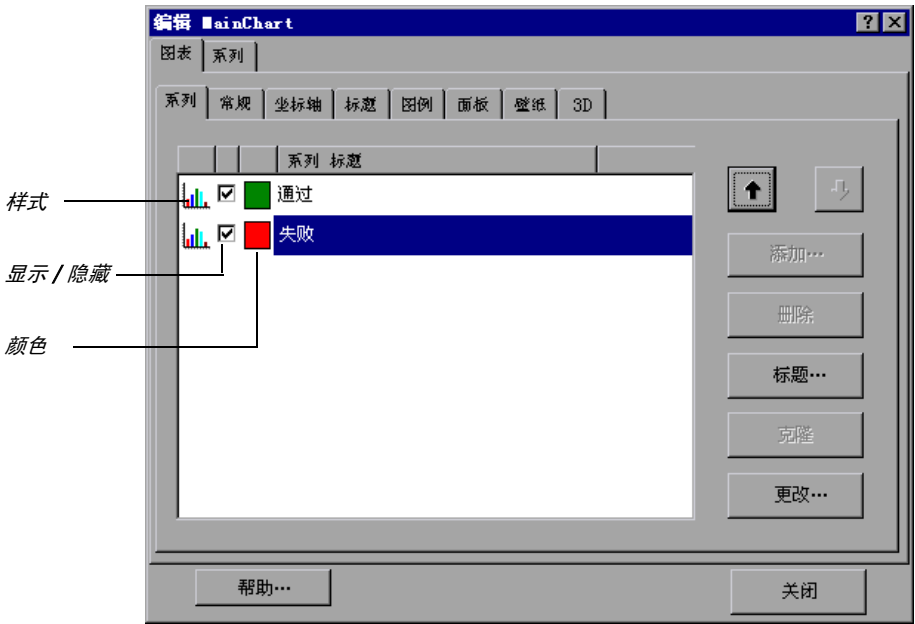 编辑 MainChart
图表 系列
系列 常规 坐标轴 标题 图例 面板 壁纸 3D
系列 标题
样式
通过
失败
添加…
显示 / 隐藏
删除
颜色
标题…
克隆
更改…
帮助…
关闭